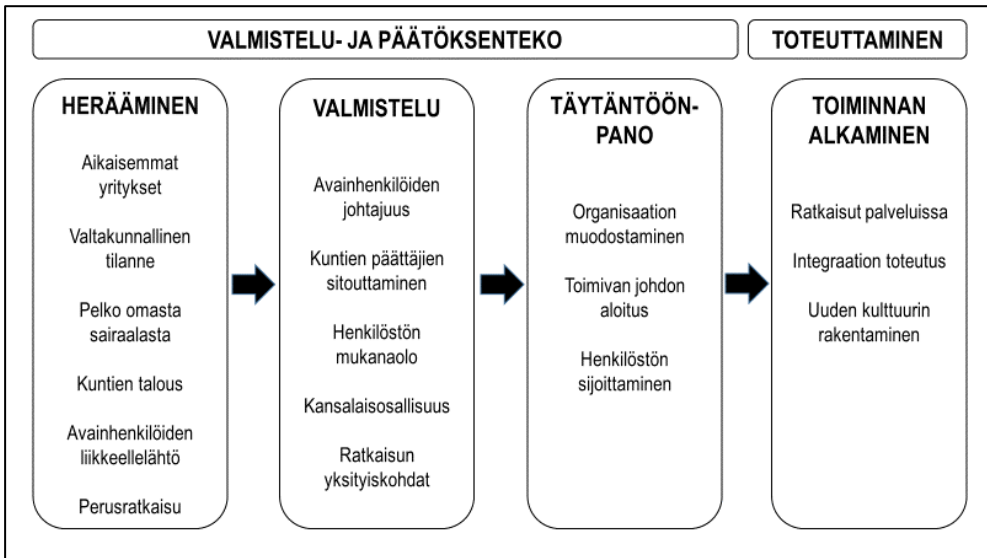 VALMISTELU- JA PÄÄTÖKSENTEKO
TOTEUTTAMINEN
HERÄÄMINEN
Aikaisemmat
yritykset
Valtakunnallinen
tilanne
Pelko omasta
sairaalasta
Kuntien talous
Avainhenkilöiden
liikkeellelähtö
Perusratkaisu
VALMISTELU
Avainhenkilöiden
johtajuus
Kuntien päättäjien
sitouttaminen
Henkilöstön
mukanaolo
Kansalaisosallisuus
Ratkaisun
yksityiskohdat
TÄYTÄNTÖÖN-
PANO
Organisaation
muodostaminen
Toimivan johdon
aloitus
Henkilöstön
sijoittaminen
TOIMINNAN
ALKAMINEN
Ratkaisut palveluissa
Integraation toteutus
Uuden kulttuurin
rakentaminen